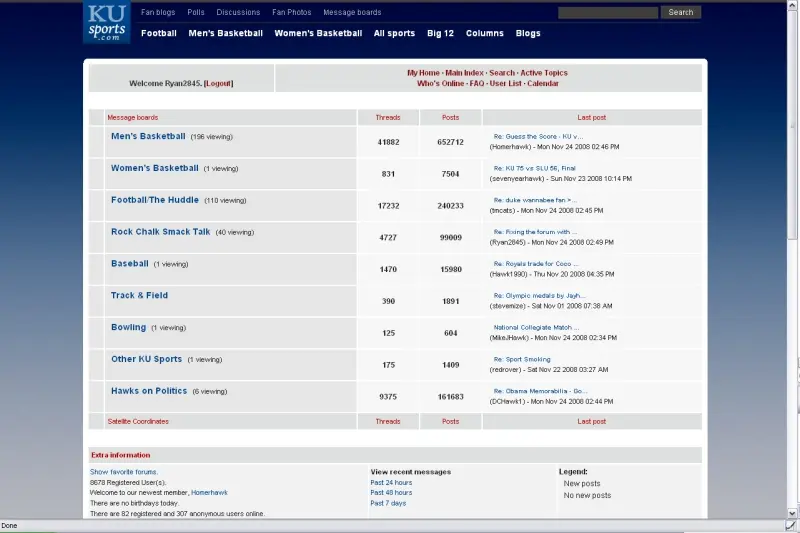 KU
sports
.com
Fan blogs Polls Discussions Fan Photos Message boards
Search
Football Men's Basketball Women's Basketball All sports Big 12 Columns Blogs
Welcome Ryan2845. [Logout]
My Home · Main Index · Search · Active Topics
Who's Online · FAQ · User List · Calendar
Message boards Threads Posts Last post
Men's Basketball (196 viewing) 41882 652712 Re: Guess the Score - KU v...
(Homerhawk) - Mon Nov 24 2008 02:46 PM
Women's Basketball (1 viewing) 831 7504 Re: KU 75 vs SLU 56, Final
(sevenyearhawk) - Sun Nov 23 2008 10:14 PM
Football/The Huddle (110 viewing) 17232 240233 Re: duke wannabee fan >...
(tmcats) - Mon Nov 24 2008 02:45 PM
Rock Chalk Smack Talk (40 viewing) 4727 99009 Re: Fixing the forum with ...
(Ryan2845) - Mon Nov 24 2008 02:49 PM
Baseball (1 viewing) 1470 15980 Re: Royals trade for Coco ...
(Hawk1990) - Thu Nov 20 2008 04:35 PM
Track & Field 390 1891 Re: Olympic medals by Jayh...
(stevemize) - Sat Nov 01 2008 07:38 AM
Bowling (1 viewing) 125 604 National Collegiate Match ...
(MikeJHawk) - Mon Nov 24 2008 02:34 PM
Other KU Sports (1 viewing) 175 1409 Re: Sport Smoking
(redrover) - Sat Nov 22 2008 03:27 AM
Hawks on Politics (6 viewing) 9375 161683 Re: Obama Memorabilia - Go...
(DCHawk1) - Mon Nov 24 2008 02:44 PM
Satellite Coordinates Threads Posts Last post
Extra information
Show favorite forums.
8678 Registered User(s).
Welcome to our newest member, Homerhawk
There are no birthdays today.
There are 82 registered and 307 anonymous users online.
View recent messages
Past 24 hours
Past 48 hours
Past 7 days
Legend:
New posts
No new posts
Done